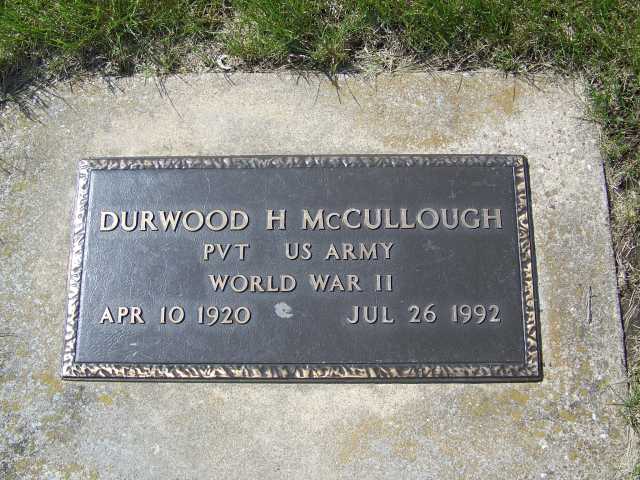 DURWOOD H McCULLOUGH
PVT US ARMY
WORLD WAR II
APR 10 1920 JUL 26 1992